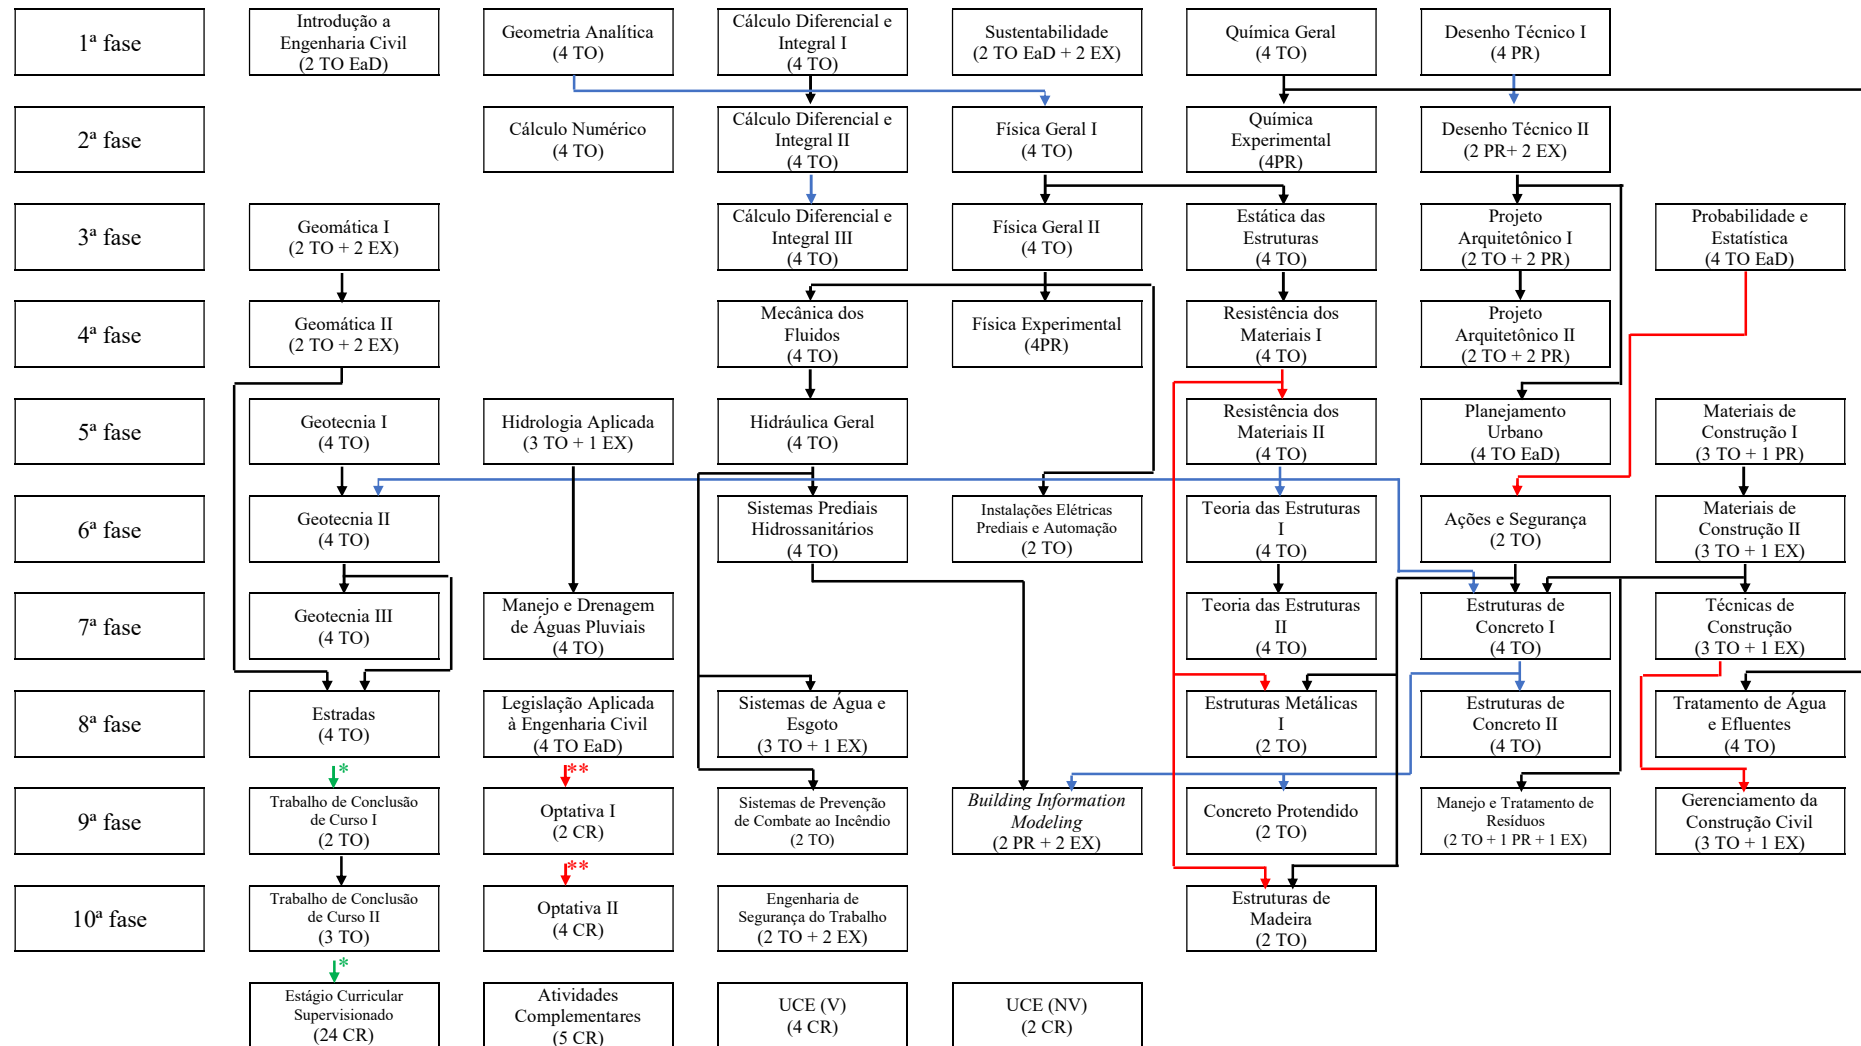 1ª fase
Introdução a
Engenharia Civil
(2 TO EaD)
Geometria Analítica
(4 TO)
Cálculo Diferencial e
Integral I
(4 TO)
Sustentabilidade
(2 TO EaD + 2 EX)
Química Geral
(4 TO)
Desenho Técnico I
(4 PR)
2ª fase
Cálculo Numérico
(4 TO)
Cálculo Diferencial e
Integral II
(4 TO)
Física Geral I
(4 TO)
Química
Experimental
(4PR)
Desenho Técnico II
(2 PR+ 2 EX)
3ª fase
Geomática I
(2 TO + 2 EX)
Cálculo Diferencial e
Integral III
(4 TO)
Física Geral II
(4 TO)
Estática das
Estruturas
(4 TO)
Projeto
Arquitetônico I
(2 TO + 2 PR)
Probabilidade e
Estatística
(4 TO EaD)
4ª fase
Geomática II
(2 TO + 2 EX)
Mecânica dos
Fluidos
(4 TO)
Física Experimental
(4PR)
Resistência dos
Materiais I
(4 TO)
Projeto
Arquitetônico II
(2 TO + 2 PR)
5ª fase
Geotecnia I
(4 TO)
Hidrologia Aplicada
(3 TO + 1 EX)
Hidráulica Geral
(4 TO)
Resistência dos
Materiais II
(4 TO)
Planejamento
Urbano
(4 TO EaD)
Materiais de
Construção I
(3 TO + 1 PR)
6ª fase
Geotecnia II
(4 TO)
Sistemas Prediais
Hidrossanitários
(4 TO)
Instalações Elétricas
Prediais e Automação
(2 TO)
Teoria das Estruturas
I
(4 TO)
Ações e Segurança
(2 TO)
Materiais de
Construção II
(3 TO + 1 EX)
7ª fase
Geotecnia III
(4 TO)
Manejo e Drenagem
de Águas Pluviais
(4 TO)
Teoria das Estruturas
II
(4 TO)
Estruturas de
Concreto I
(4 TO)
Técnicas de
Construção
(3 TO + 1 EX)
8ª fase
Estradas
(4 TO)
Legislação Aplicada
à Engenharia Civil
(4 TO EaD)
Sistemas de Água e
Esgoto
(3 TO + 1 EX)
Estruturas Metálicas
I
(2 TO)
Estruturas de
Concreto II
(4 TO)
Tratamento de Água
e Efluentes
(4 TO)
*
**
9ª fase
Trabalho de Conclusão
de Curso I
(2 TO)
Optativa I
(2 CR)
Sistemas de Prevenção
de Combate ao Incêndio
(2 TO)
Building Information
Modeling
(2 PR + 2 EX)
Concreto Protendido
(2 TO)
Manejo e Tratamento de
Resíduos
(2 TO + 1 PR + 1 EX)
Gerenciamento da
Construção Civil
(3 TO + 1 EX)
**
10ª fase
Trabalho de Conclusão
de Curso II
(3 TO)
Optativa II
(4 CR)
Engenharia de
Segurança do Trabalho
(2 TO + 2 EX)
Estruturas de
Madeira
(2 TO)
*
Estágio Curricular
Supervisionado
(24 CR)
Atividades
Complementares
(5 CR)
UCE (V)
(4 CR)
UCE (NV)
(2 CR)